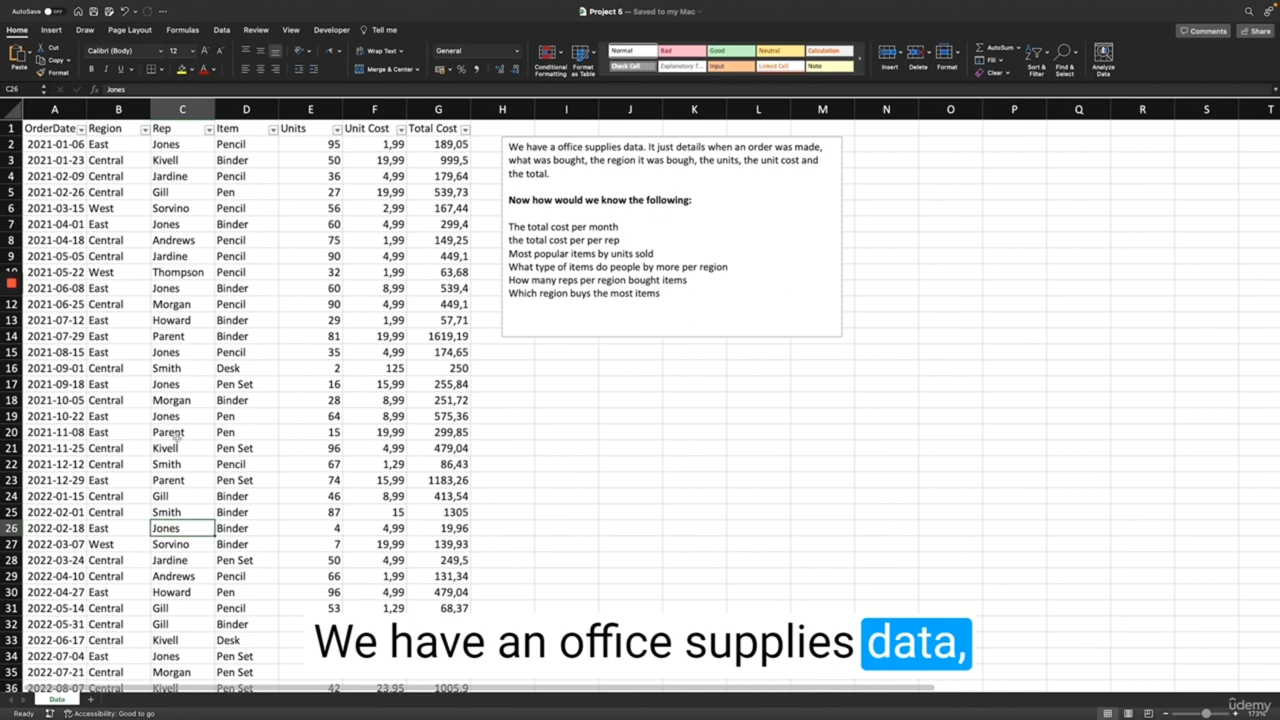 AutoSave OFF Project 5 — Saved to my Mac
Home Insert Draw Page Layout Formulas Data Review View Developer Tell me Comments Share
Paste Cut Copy Format Calibri (Body) 12 B I U Wrap Text Merge & Center General Conditional Formatting Format as Table Normal Bad Good Neutral Calculation Check Cell Explanatory T... Input Linked Cell Note Insert Delete Format AutoSum Fill Clear Sort & Filter Find & Select Analyze Data
C26 fx Jones
A B C D E F G H I J K L M N O P Q R S T
1 OrderDate Region Rep Item Units Unit Cost Total Cost
2 2021-01-06 East Jones Pencil 95 1,99 189,05
3 2021-01-23 Central Kivell Binder 50 19,99 999,5
4 2021-02-09 Central Jardine Pencil 36 4,99 179,64
5 2021-02-26 Central Gill Pen 27 19,99 539,73
6 2021-03-15 West Sorvino Pencil 56 2,99 167,44
7 2021-04-01 East Jones Binder 60 4,99 299,4
8 2021-04-18 Central Andrews Pencil 75 1,99 149,25
9 2021-05-05 Central Jardine Pencil 90 4,99 449,1
2021-05-22 West Thompson Pencil 32 1,99 63,68
2021-06-08 East Jones Binder 60 8,99 539,4
12 2021-06-25 Central Morgan Pencil 90 4,99 449,1
13 2021-07-12 East Howard Binder 29 1,99 57,71
14 2021-07-29 East Parent Binder 81 19,99 1619,19
15 2021-08-15 East Jones Pencil 35 4,99 174,65
16 2021-09-01 Central Smith Desk 2 125 250
17 2021-09-18 East Jones Pen Set 16 15,99 255,84
18 2021-10-05 Central Morgan Binder 28 8,99 251,72
19 2021-10-22 East Jones Pen 64 8,99 575,36
20 2021-11-08 East Parent Pen 15 19,99 299,85
21 2021-11-25 Central Kivell Pen Set 96 4,99 479,04
22 2021-12-12 Central Smith Pencil 67 1,29 86,43
23 2021-12-29 East Parent Pen Set 74 15,99 1183,26
24 2022-01-15 Central Gill Binder 46 8,99 413,54
25 2022-02-01 Central Smith Binder 87 15 1305
26 2022-02-18 East Jones Binder 4 4,99 19,96
27 2022-03-07 West Sorvino Binder 7 19,99 139,93
28 2022-03-24 Central Jardine Pen Set 50 4,99 249,5
29 2022-04-10 Central Andrews Pencil 66 1,99 131,34
30 2022-04-27 East Howard Pen 96 4,99 479,04
31 2022-05-14 Central Gill Pencil 53 1,29 68,37
32 2022-05-31 Central Gill Binder
33 2022-06-17 Central Kivell Desk
34 2022-07-04 East Jones Pen Set
35 2022-07-21 Central Morgan Pen Set
36 2022-08-07 Central Kivell Pen Set 42 23,95 1005,9
We have a office supplies data. It just details when an order was made,
what was bought, the region it was bough, the units, the unit cost and
the total.
Now how would we know the following:
The total cost per month
the total cost per per rep
Most popular items by units sold
What type of items do people by more per region
How many reps per region bought items
Which region buys the most items
We have an office supplies data,
Data +
Ready Accessibility: Good to go 173%
udemy